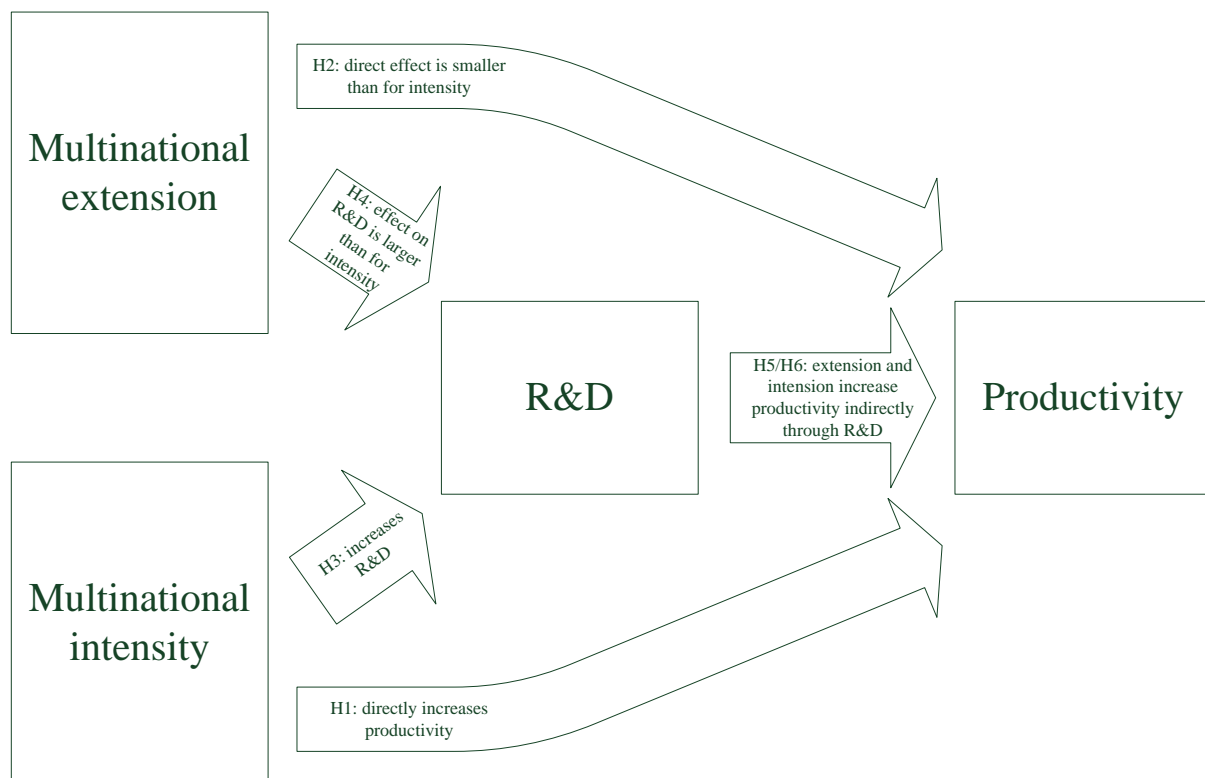 H2: direct effect is smaller
than for intensity
Multinational
extension
H4: effect on
R&D is larger
than for
intensity
R&D
H5/H6: extension and
intension increase
productivity indirectly
through R&D
Productivity
H3: increases
R&D
Multinational
intensity
H1: directly increases
productivity